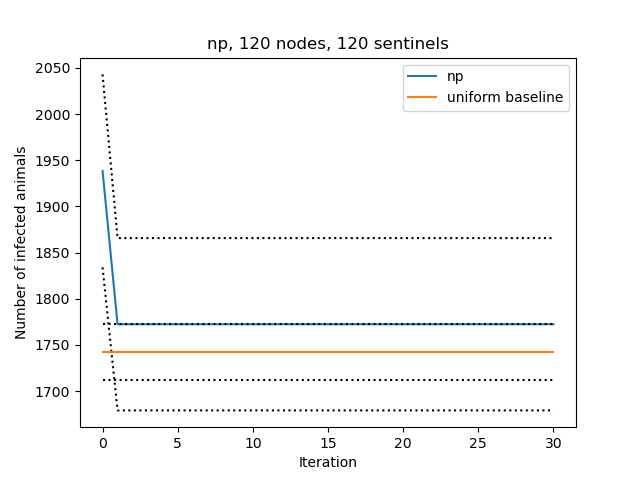 np, 120 nodes, 120 sentinels
2050
2000
1950
1900
1850
1800
1750
1700
Number of infected animals
np
uniform baseline
0 5 10 15 20 25 30
Iteration